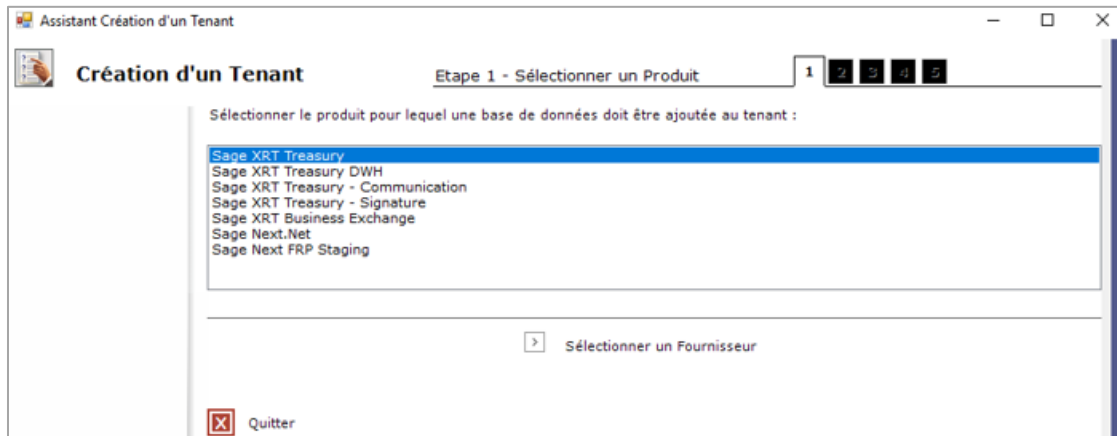 Assistant Création d'un Tenant
Création d'un Tenant
Etape 1 - Sélectionner un Produit
1 2 3 4 5
Sélectionner le produit pour lequel une base de données doit être ajoutée au tenant :
Sage XRT Treasury
Sage XRT Treasury DWH
Sage XRT Treasury - Communication
Sage XRT Treasury - Signature
Sage XRT Business Exchange
Sage Next.Net
Sage Next FRP Staging
Sélectionner un Fournisseur
Quitter